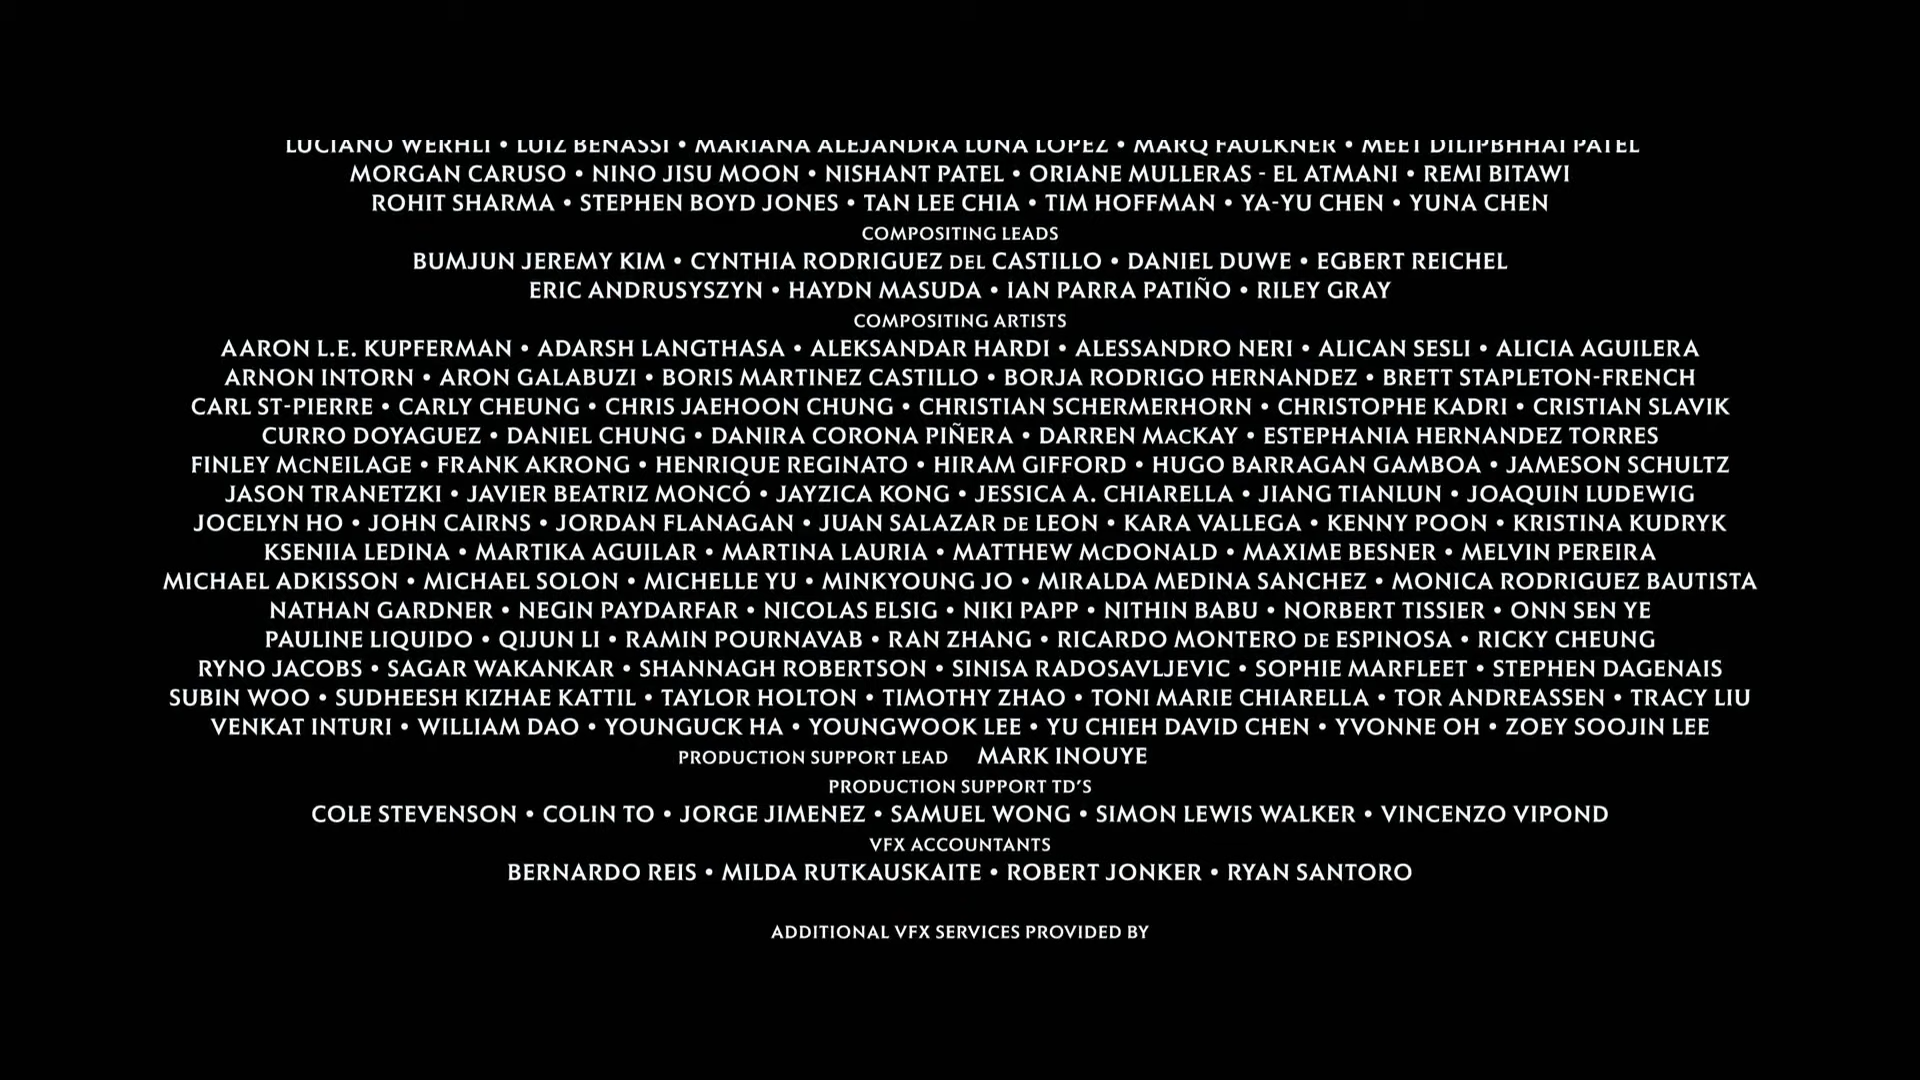 LUCIANO WERHLI • LUIZ BENASSI • MARIANA ALEJANDRA LUNA LOPEZ • MARQ FAULKNER • MEET DILIPBHHAI PATEL
MORGAN CARUSO • NINO JISU MOON • NISHANT PATEL • ORIANE MULLERAS - EL ATMANI • REMI BITAWI
ROHIT SHARMA • STEPHEN BOYD JONES • TAN LEE CHIA • TIM HOFFMAN • YA-YU CHEN • YUNA CHEN
COMPOSITING LEADS
BUMJUN JEREMY KIM • CYNTHIA RODRIGUEZ DEL CASTILLO • DANIEL DUWE • EGBERT REICHEL
ERIC ANDRUSYSZYN • HAYDN MASUDA • IAN PARRA PATIÑO • RILEY GRAY
COMPOSITING ARTISTS
AARON L.E. KUPFERMAN • ADARSH LANGTHASA • ALEKSANDAR HARDI • ALESSANDRO NERI • ALICAN SESLI • ALICIA AGUILERA
ARNON INTORN • ARON GALABUZI • BORIS MARTINEZ CASTILLO • BORJA RODRIGO HERNANDEZ • BRETT STAPLETON-FRENCH
CARL ST-PIERRE • CARLY CHEUNG • CHRIS JAEHOON CHUNG • CHRISTIAN SCHERMERHORN • CHRISTOPHE KADRI • CRISTIAN SLAVIK
CURRO DOYAGUEZ • DANIEL CHUNG • DANIRA CORONA PIÑERA • DARREN MACKAY • ESTEPHANIA HERNANDEZ TORRES
FINLEY MCNEILAGE • FRANK AKRONG • HENRIQUE REGINATO • HIRAM GIFFORD • HUGO BARRAGAN GAMBOA • JAMESON SCHULTZ
JASON TRANETZKI • JAVIER BEATRIZ MONCÓ • JAYZICA KONG • JESSICA A. CHIARELLA • JIANG TIANLUN • JOAQUIN LUDEWIG
JOCELYN HO • JOHN CAIRNS • JORDAN FLANAGAN • JUAN SALAZAR DE LEON • KARA VALLEGA • KENNY POON • KRISTINA KUDRYK
KSENIIA LEDINA • MARTIKA AGUILAR • MARTINA LAURIA • MATTHEW MCDONALD • MAXIME BESNER • MELVIN PEREIRA
MICHAEL ADKISSON • MICHAEL SOLON • MICHELLE YU • MINKYOUNG JO • MIRALDA MEDINA SANCHEZ • MONICA RODRIGUEZ BAUTISTA
NATHAN GARDNER • NEGIN PAYDARFAR • NICOLAS ELSIG • NIKI PAPP • NITHIN BABU • NORBERT TISSIER • ONN SEN YE
PAULINE LIQUIDO • QIJUN LI • RAMIN POURNAVAB • RAN ZHANG • RICARDO MONTERO DE ESPINOSA • RICKY CHEUNG
RYNO JACOBS • SAGAR WAKANKAR • SHANNAGH ROBERTSON • SINISA RADOSAVLJEVIC • SOPHIE MARFLEET • STEPHEN DAGENAIS
SUBIN WOO • SUDHEESH KIZHAE KATTIL • TAYLOR HOLTON • TIMOTHY ZHAO • TONI MARIE CHIARELLA • TOR ANDREASSEN • TRACY LIU
VENKAT INTURI • WILLIAM DAO • YOUNGUCK HA • YOUNGWOOK LEE • YU CHIEH DAVID CHEN • YVONNE OH • ZOEY SOOJIN LEE
PRODUCTION SUPPORT LEAD MARK INOUYE
PRODUCTION SUPPORT TD'S
COLE STEVENSON • COLIN TO • JORGE JIMENEZ • SAMUEL WONG • SIMON LEWIS WALKER • VINCENZO VIPOND
VFX ACCOUNTANTS
BERNARDO REIS • MILDA RUTKAUSKAITE • ROBERT JONKER • RYAN SANTORO
ADDITIONAL VFX SERVICES PROVIDED BY